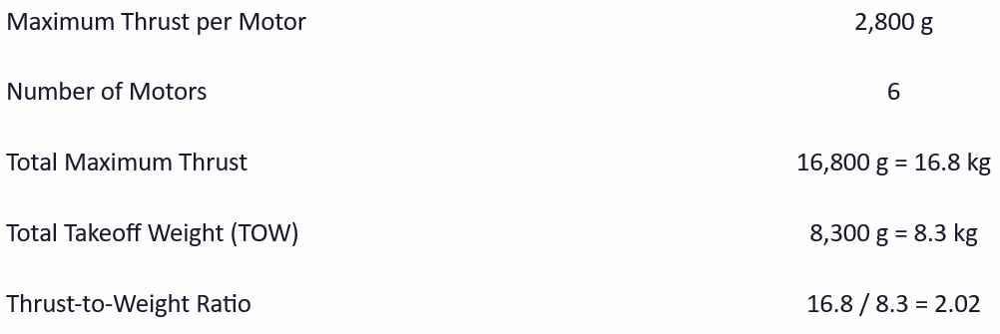 Maximum Thrust per Motor 2,800 g
Number of Motors 6
Total Maximum Thrust 16,800 g = 16.8 kg
Total Takeoff Weight (TOW) 8,300 g = 8.3 kg
Thrust-to-Weight Ratio 16.8 / 8.3 = 2.02